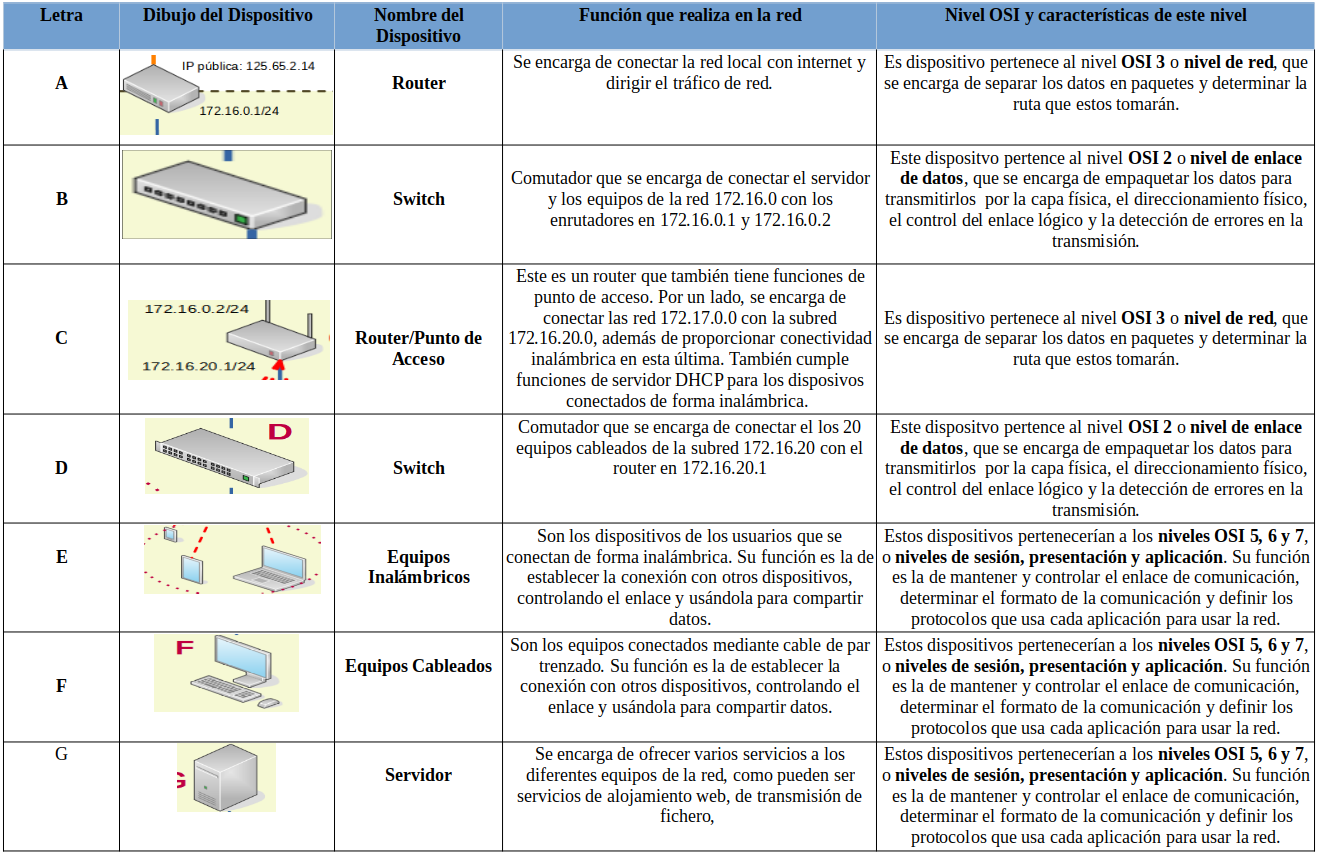 Letra
Dibujo del Dispositivo
Nombre del
Dispositivo
Función que realiza en la red
Nivel OSI y características de este nivel
A
IP pública: 125.65.2.14
172.16.0.1/24
Router
Se encarga de conectar la red local con internet y
dirigir el tráfico de red.
Es dispositivo pertenece al nivel OSI 3 o nivel de red, que
se encarga de separar los datos en paquetes y determinar la
ruta que estos tomarán.
B
Switch
Comutador que se encarga de conectar el servidor
y los equipos de la red 172.16.0 con los
enrutadores en 172.16.0.1 y 172.16.0.2
Este dispositvo pertence al nivel OSI 2 o nivel de enlace
de datos, que se encarga de empaquetar los datos para
transmitirlos por la capa física, el direccionamiento físico,
el control del enlace lógico y la detección de errores en la
transmisión.
C
172.16.0.2/24
172.16.20.1/24
Router/Punto de
Acceso
Este es un router que también tiene funciones de
punto de acceso. Por un lado, se encarga de
conectar las red 172.17.0.0 con la subred
172.16.20.0, además de proporcionar conectividad
inalámbrica en esta última. También cumple
funciones de servidor DHCP para los disposivos
conectados de forma inalámbrica.
Es dispositivo pertenece al nivel OSI 3 o nivel de red, que
se encarga de separar los datos en paquetes y determinar la
ruta que estos tomarán.
D
D
Switch
Comutador que se encarga de conectar el los 20
equipos cableados de la subred 172.16.20 con el
router en 172.16.20.1
Este dispositvo pertence al nivel OSI 2 o nivel de enlace
de datos, que se encarga de empaquetar los datos para
transmitirlos por la capa física, el direccionamiento físico,
el control del enlace lógico y la detección de errores en la
transmisión.
E
Equipos
Inalámbricos
Son los dispositivos de los usuarios que se
conectan de forma inalámbrica. Su función es la de
establecer la conexión con otros dispositivos,
controlando el enlace y usándola para compartir
datos.
Estos dispositivos pertenecerían a los niveles OSI 5, 6 y 7,
o niveles de sesión, presentación y aplicación. Su función
es la de mantener y controlar el enlace de comunicación,
determinar el formato de la comunicación y definir los
protocolos que usa cada aplicación para usar la red.
F
F
Equipos Cableados
Son los equipos conectados mediante cable de par
trenzado. Su función es la de establecer la
conexión con otros dispositivos, controlando el
enlace y usándola para compartir datos.
Estos dispositivos pertenecerían a los niveles OSI 5, 6 y 7,
o niveles de sesión, presentación y aplicación. Su función
es la de mantener y controlar el enlace de comunicación,
determinar el formato de la comunicación y definir los
protocolos que usa cada aplicación para usar la red.
G
G
Servidor
Se encarga de ofrecer varios servicios a los
diferentes equipos de la red, como pueden ser
servicios de alojamiento web, de transmisión de
fichero,
Estos dispositivos pertenecerían a los niveles OSI 5, 6 y 7,
o niveles de sesión, presentación y aplicación. Su función
es la de mantener y controlar el enlace de comunicación,
determinar el formato de la comunicación y definir los
protocolos que usa cada aplicación para usar la red.